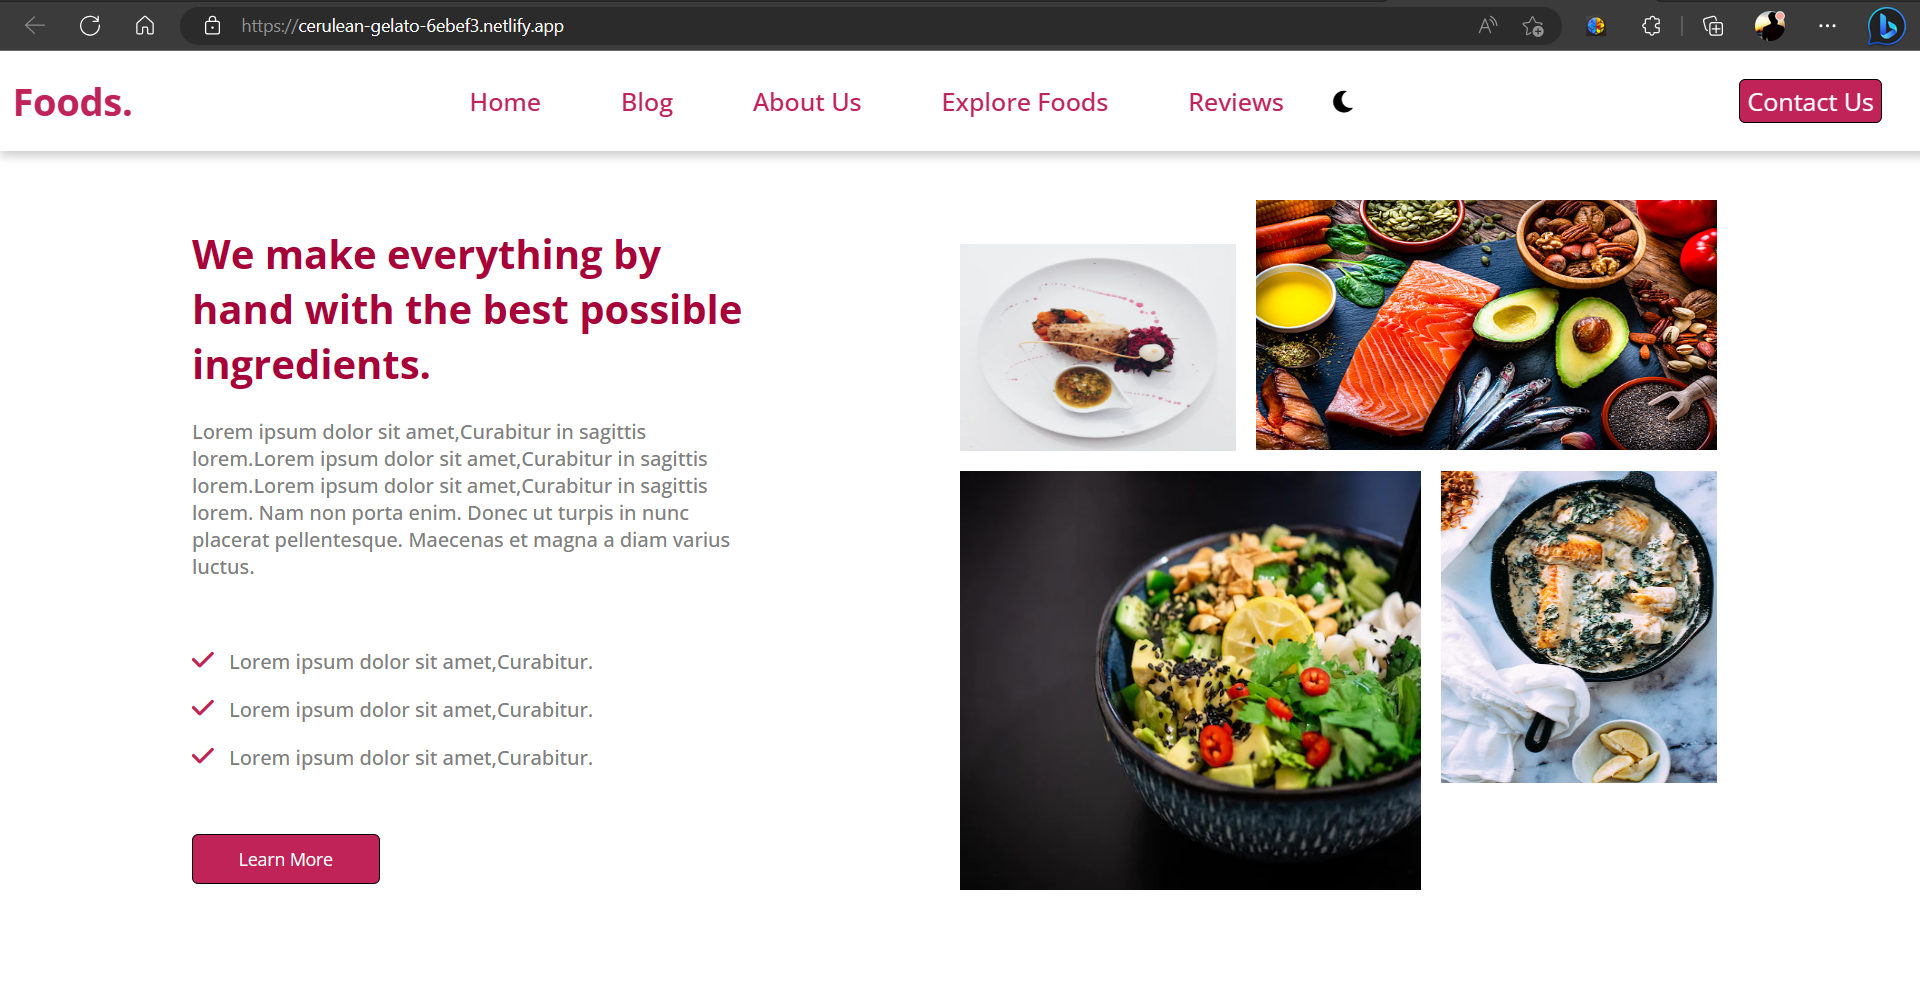 https://cerulean-gelato-6ebef3.netlify.app
Foods.
Home
Blog
About Us
Explore Foods
Reviews
Contact Us
We make everything by
hand with the best possible
ingredients.
Lorem ipsum dolor sit amet,Curabitur in sagittis
lorem.Lorem ipsum dolor sit amet,Curabitur in sagittis
lorem.Lorem ipsum dolor sit amet,Curabitur in sagittis
lorem. Nam non porta enim. Donec ut turpis in nunc
placerat pellentesque. Maecenas et magna a diam varius
luctus.
Lorem ipsum dolor sit amet,Curabitur.
Lorem ipsum dolor sit amet,Curabitur.
Lorem ipsum dolor sit amet,Curabitur.
Learn More